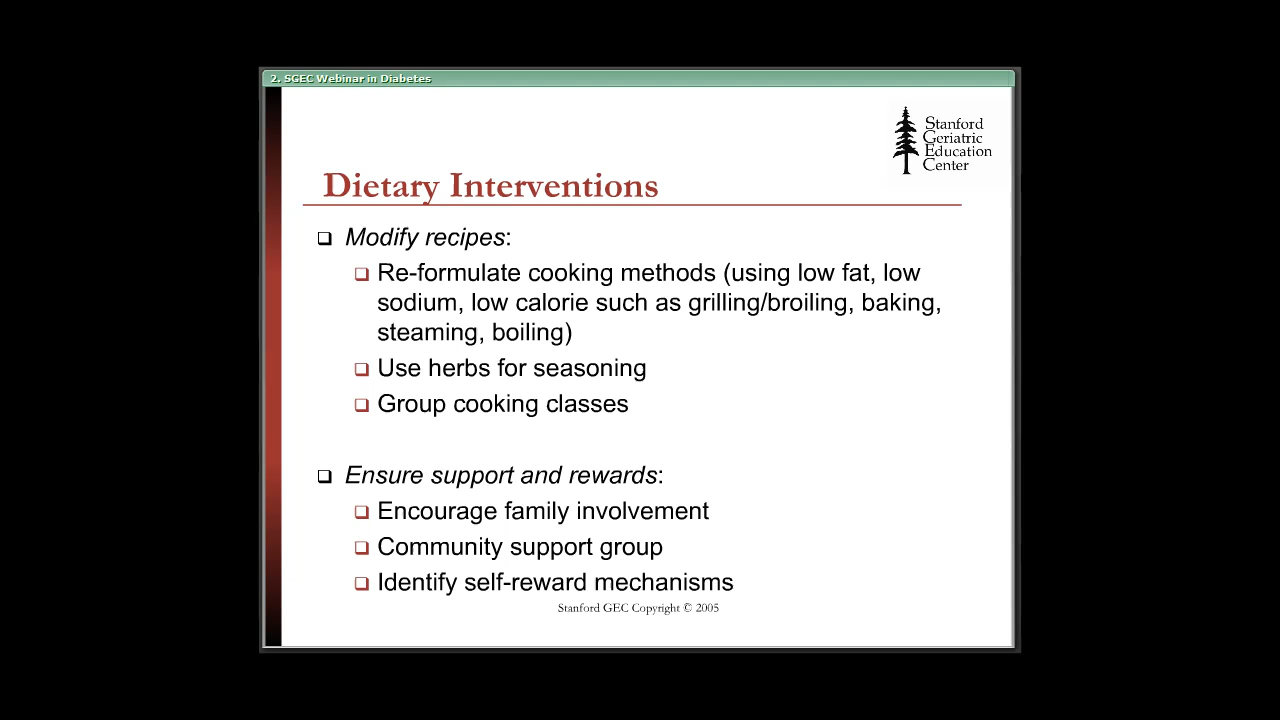 2. SGEC Webinar in Diabetes
Stanford
Geriatric
Education
Center
Dietary Interventions
Modify recipes:
Re-formulate cooking methods (using low fat, low
sodium, low calorie such as grilling/broiling, baking,
steaming, boiling)
Use herbs for seasoning
Group cooking classes
Ensure support and rewards:
Encourage family involvement
Community support group
Identify self-reward mechanisms
Stanford GEC Copyright © 2005